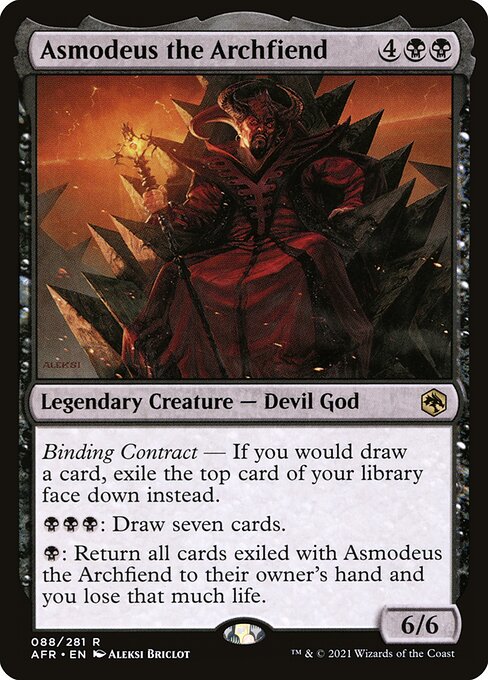 Asmodeus the Archfiend 4
ALEKSI
Legendary Creature — Devil God
Binding Contract — If you would draw
a card, exile the top card of your library
face down instead.
: Draw seven cards.
: Return all cards exiled with Asmodeus
the Archfiend to their owner's hand and
you lose that much life.
6/6
088/281 R
AFR • EN Aleksi Briclot
™ & © 2021 Wizards of the Coast